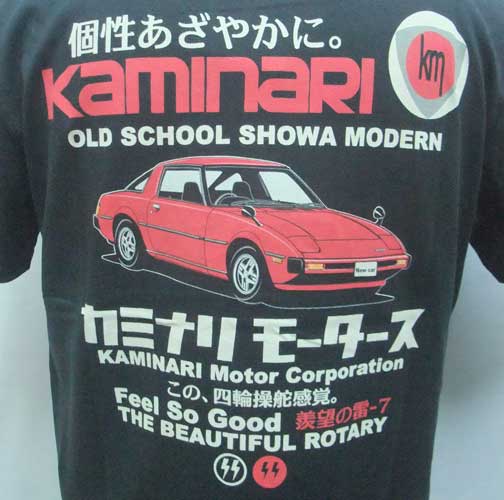 個性あざやかに。
KAMINARI
km
OLD SCHOOL SHOWA MODERN
New car
カミナリ モータース
KAMINARI Motor Corporation
この、四輪操舵感覚。
Feel So Good 羨望の雷-7
THE BEAUTIFUL ROTARY